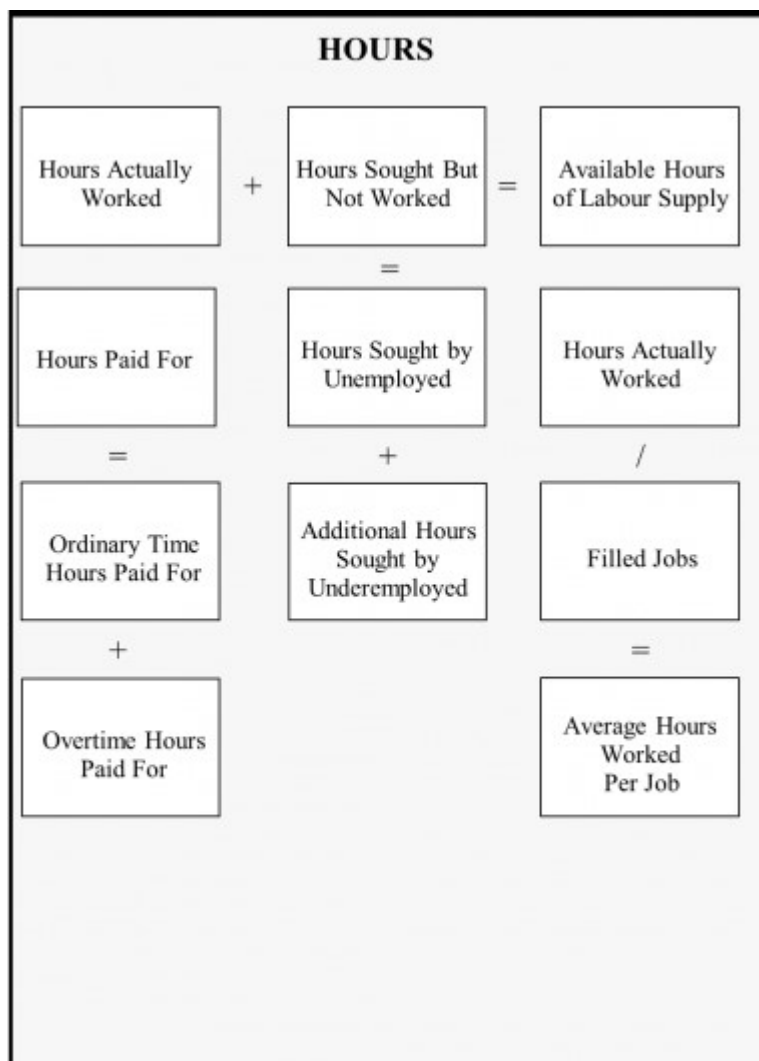 HOURS
Hours Actually
Worked
+
Hours Sought But
Not Worked
=
Available Hours
of Labour Supply
=
Hours Paid For
Hours Sought by
Unemployed
Hours Actually
Worked
=
+
/
Ordinary Time
Hours Paid For
Additional Hours
Sought by
Underemployed
Filled Jobs
+
=
Overtime Hours
Paid For
Average Hours
Worked
Per Job